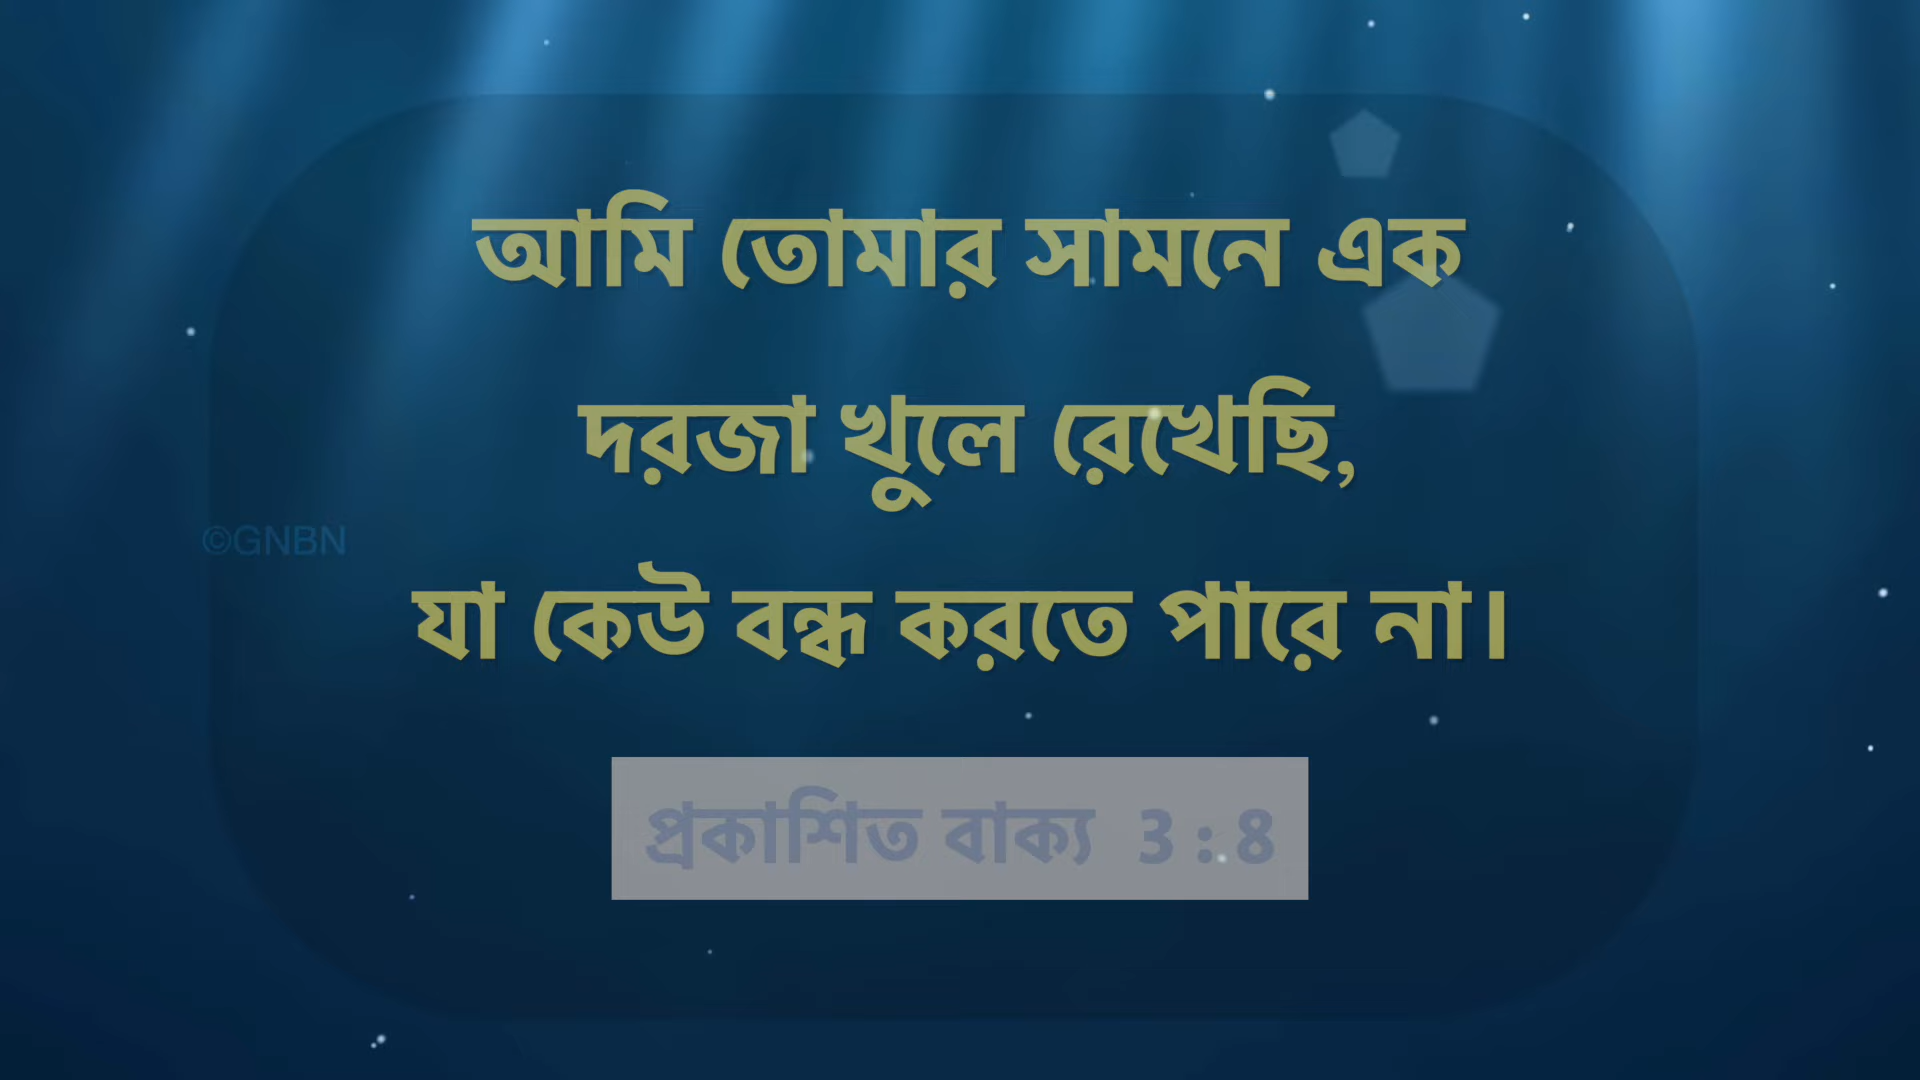 আমি তোমার সামনে এক
দরজা খুলে রেখেছি,
©GNBN
যা কেউ বন্ধ করতে পারে না।
প্রকাশিত বাক্য 3 : 8